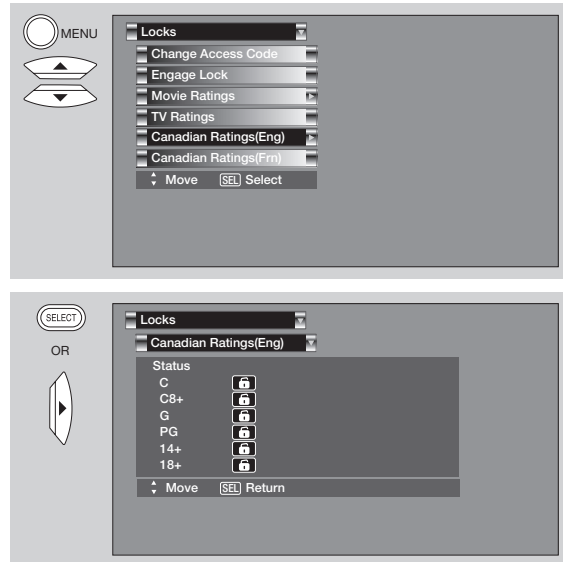 MENU
Locks
Change Access Code
Engage Lock
Movie Ratings
TV Ratings
Canadian Ratings(Eng)
Canadian Ratings(Frn)
Move SEL Select
SELECT
OR
Locks
Canadian Ratings(Eng)
Status
C
C8+
G
PG
14+
18+
Move SEL Return